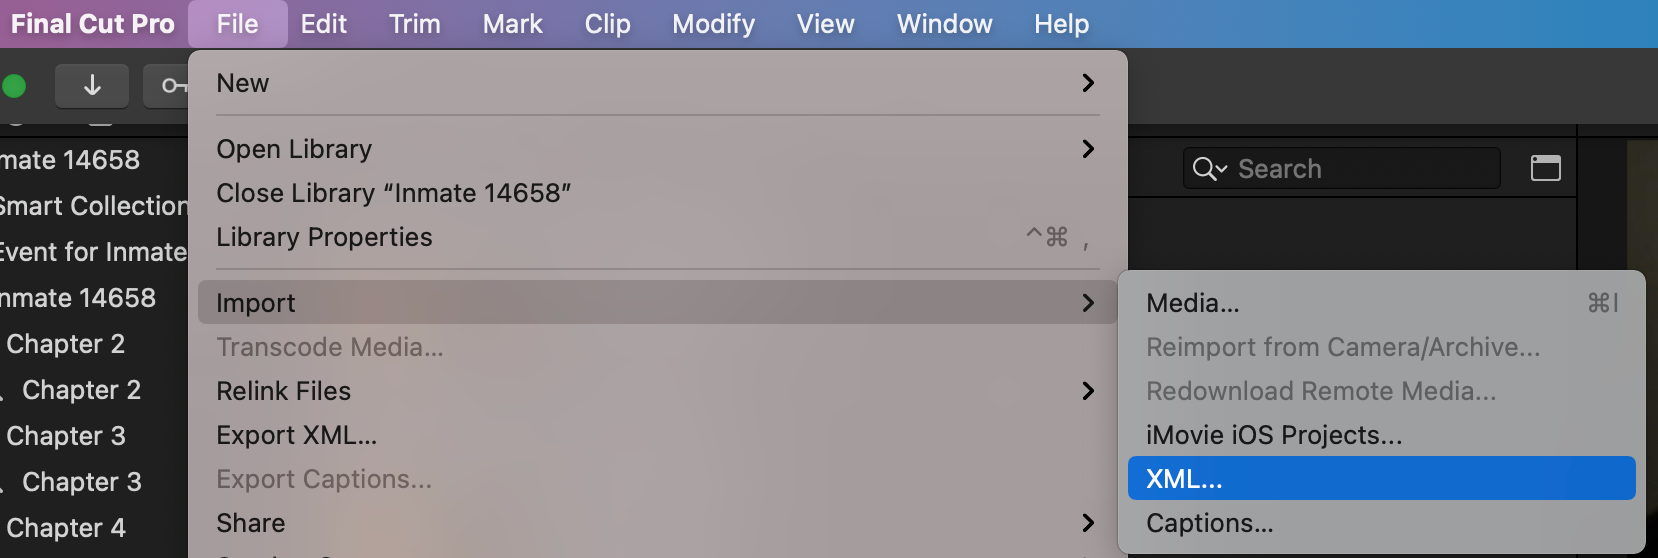 Final Cut Pro File Edit Trim Mark Clip Modify View Window Help
New
Open Library
Close Library “Inmate 14658”
Library Properties ^⌘ ,
Import
Transcode Media...
Relink Files
Export XML...
Export Captions...
Share
Media... ⌘I
Reimport from Camera/Archive...
Redownload Remote Media...
iMovie iOS Projects...
XML...
Captions...
Search
mate 14658
Smart Collection
Event for Inmate
nmate 14658
Chapter 2
Chapter 2
Chapter 3
Chapter 3
Chapter 4